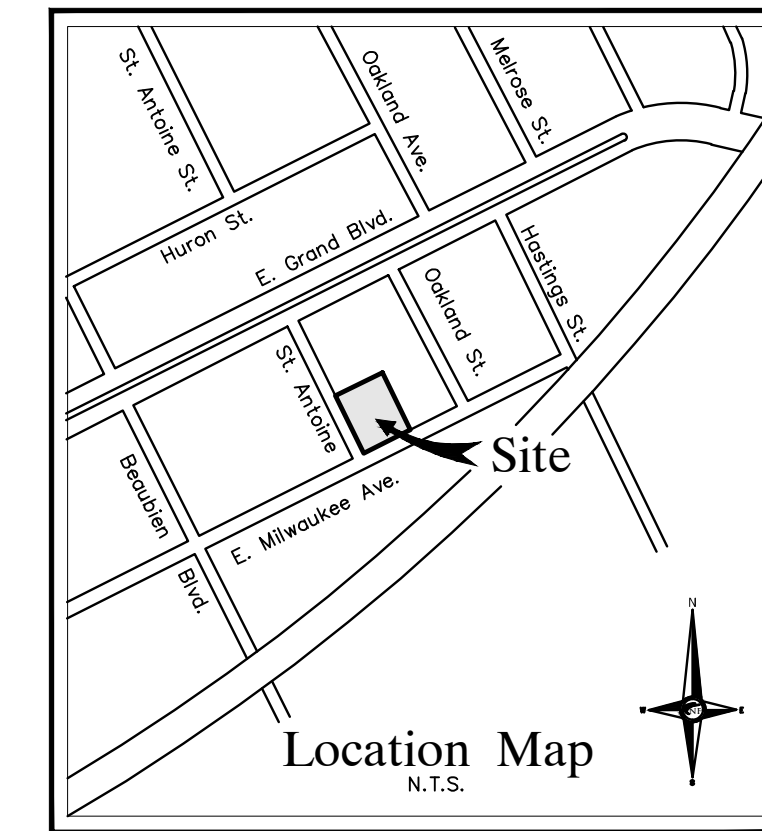 St. Antoine St.
Oakland Ave.
Melrose St.
Huron St.
E. Grand Blvd.
Hastings St.
Oakland St.
St. Antoine
Site
Beaubien
E. Milwaukee Ave.
Blvd.
N
W
E
S
Location Map
N.T.S.